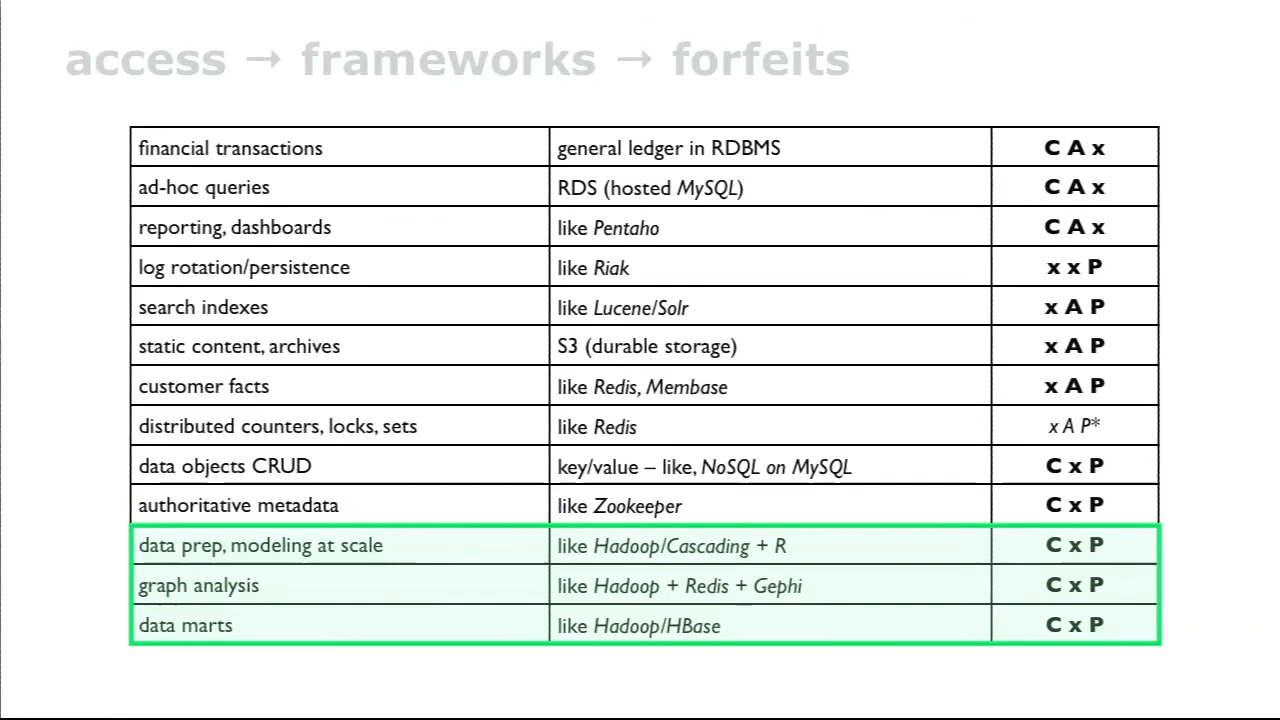 access → frameworks → forfeits
financial transactions general ledger in RDBMS C A x
ad-hoc queries RDS (hosted MySQL) C A x
reporting, dashboards like Pentaho C A x
log rotation/persistence like Riak x x P
search indexes like Lucene/Solr x A P
static content, archives S3 (durable storage) x A P
customer facts like Redis, Membase x A P
distributed counters, locks, sets like Redis x A P*
data objects CRUD key/value – like, NoSQL on MySQL C x P
authoritative metadata like Zookeeper C x P
data prep, modeling at scale like Hadoop/Cascading + R C x P
graph analysis like Hadoop + Redis + Gephi C x P
data marts like Hadoop/HBase C x P